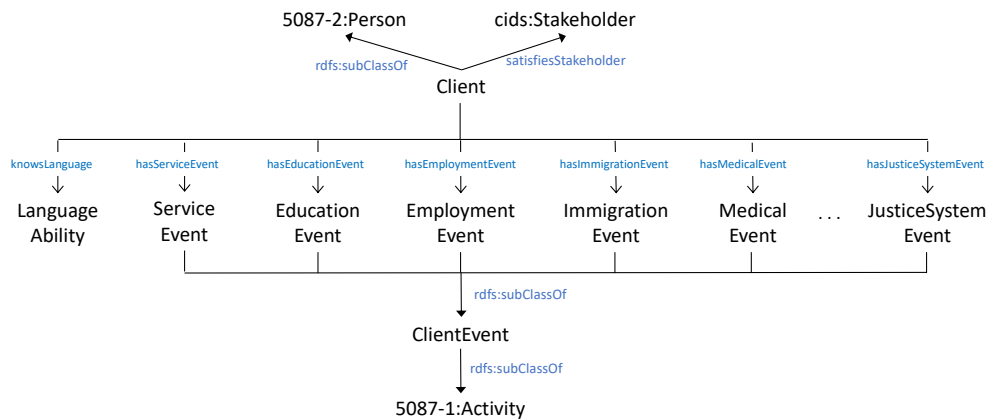 5087-2:Person
cids:Stakeholder
rdfs:subClassOf
satisfiesStakeholder
Client
knowsLanguage
hasServiceEvent
hasEducationEvent
hasEmploymentEvent
hasImmigrationEvent
hasMedicalEvent
hasJusticeSystemEvent
Language
Ability
Service
Event
Education
Event
Employment
Event
Immigration
Event
Medical
Event
. . .
JusticeSystem
Event
rdfs:subClassOf
ClientEvent
rdfs:subClassOf
5087-1:Activity